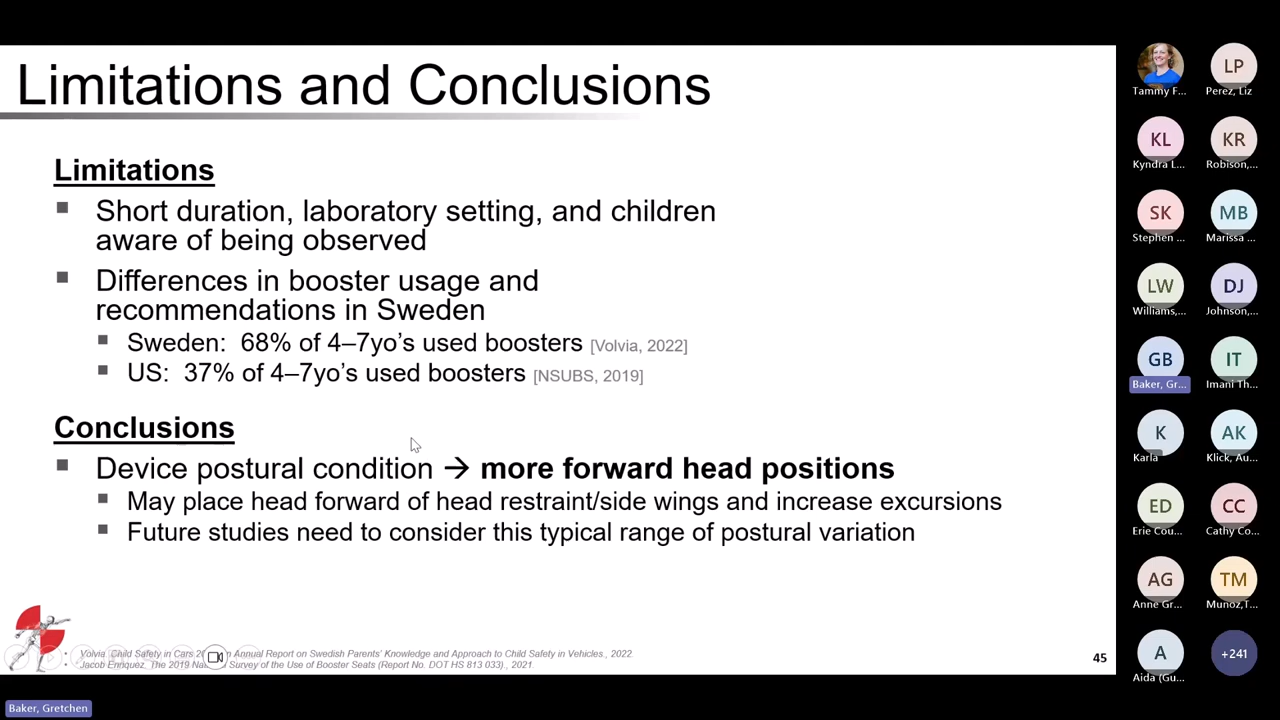 Limitations and Conclusions
Limitations
Short duration, laboratory setting, and children
aware of being observed
Differences in booster usage and
recommendations in Sweden
Sweden: 68% of 4–7yo's used boosters [Volvia, 2022]
US: 37% of 4–7yo's used boosters [NSUBS, 2019]
Conclusions
Device postural condition → more forward head positions
May place head forward of head restraint/side wings and increase excursions
Future studies need to consider this typical range of postural variation
Volvia. Child Safety in Cars Annual Report on Swedish Parents' Knowledge and Approach to Child Safety in Vehicles., 2022.
Jacob Enriquez. The 2019 Survey of the Use of Booster Seats (Report No. DOT HS 813 033)., 2021.
45
Baker, Gretchen
Tammy F...
LP
Perez, Liz
KL
Kyndra L...
KR
Robison,...
SK
Stephen ...
MB
Marissa ...
LW
Williams,...
DJ
Johnson,...
GB
Baker, Gr...
IT
Imani Th...
K
Karla
AK
Klick, Au...
ED
Erie Cou...
CC
Cathy Co...
AG
Anne Gr...
TM
Munoz,T...
A
Aida (Gu...
+241